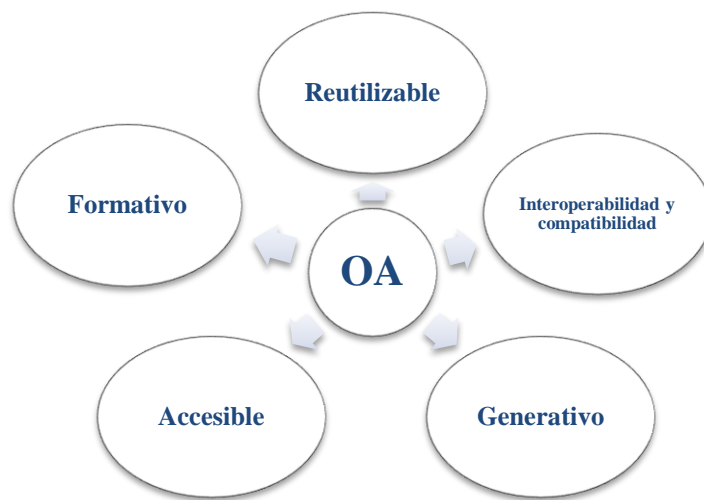 Reutilizable
Formativo
Interoperabilidad y
compatibilidad
OA
Accesible
Generativo